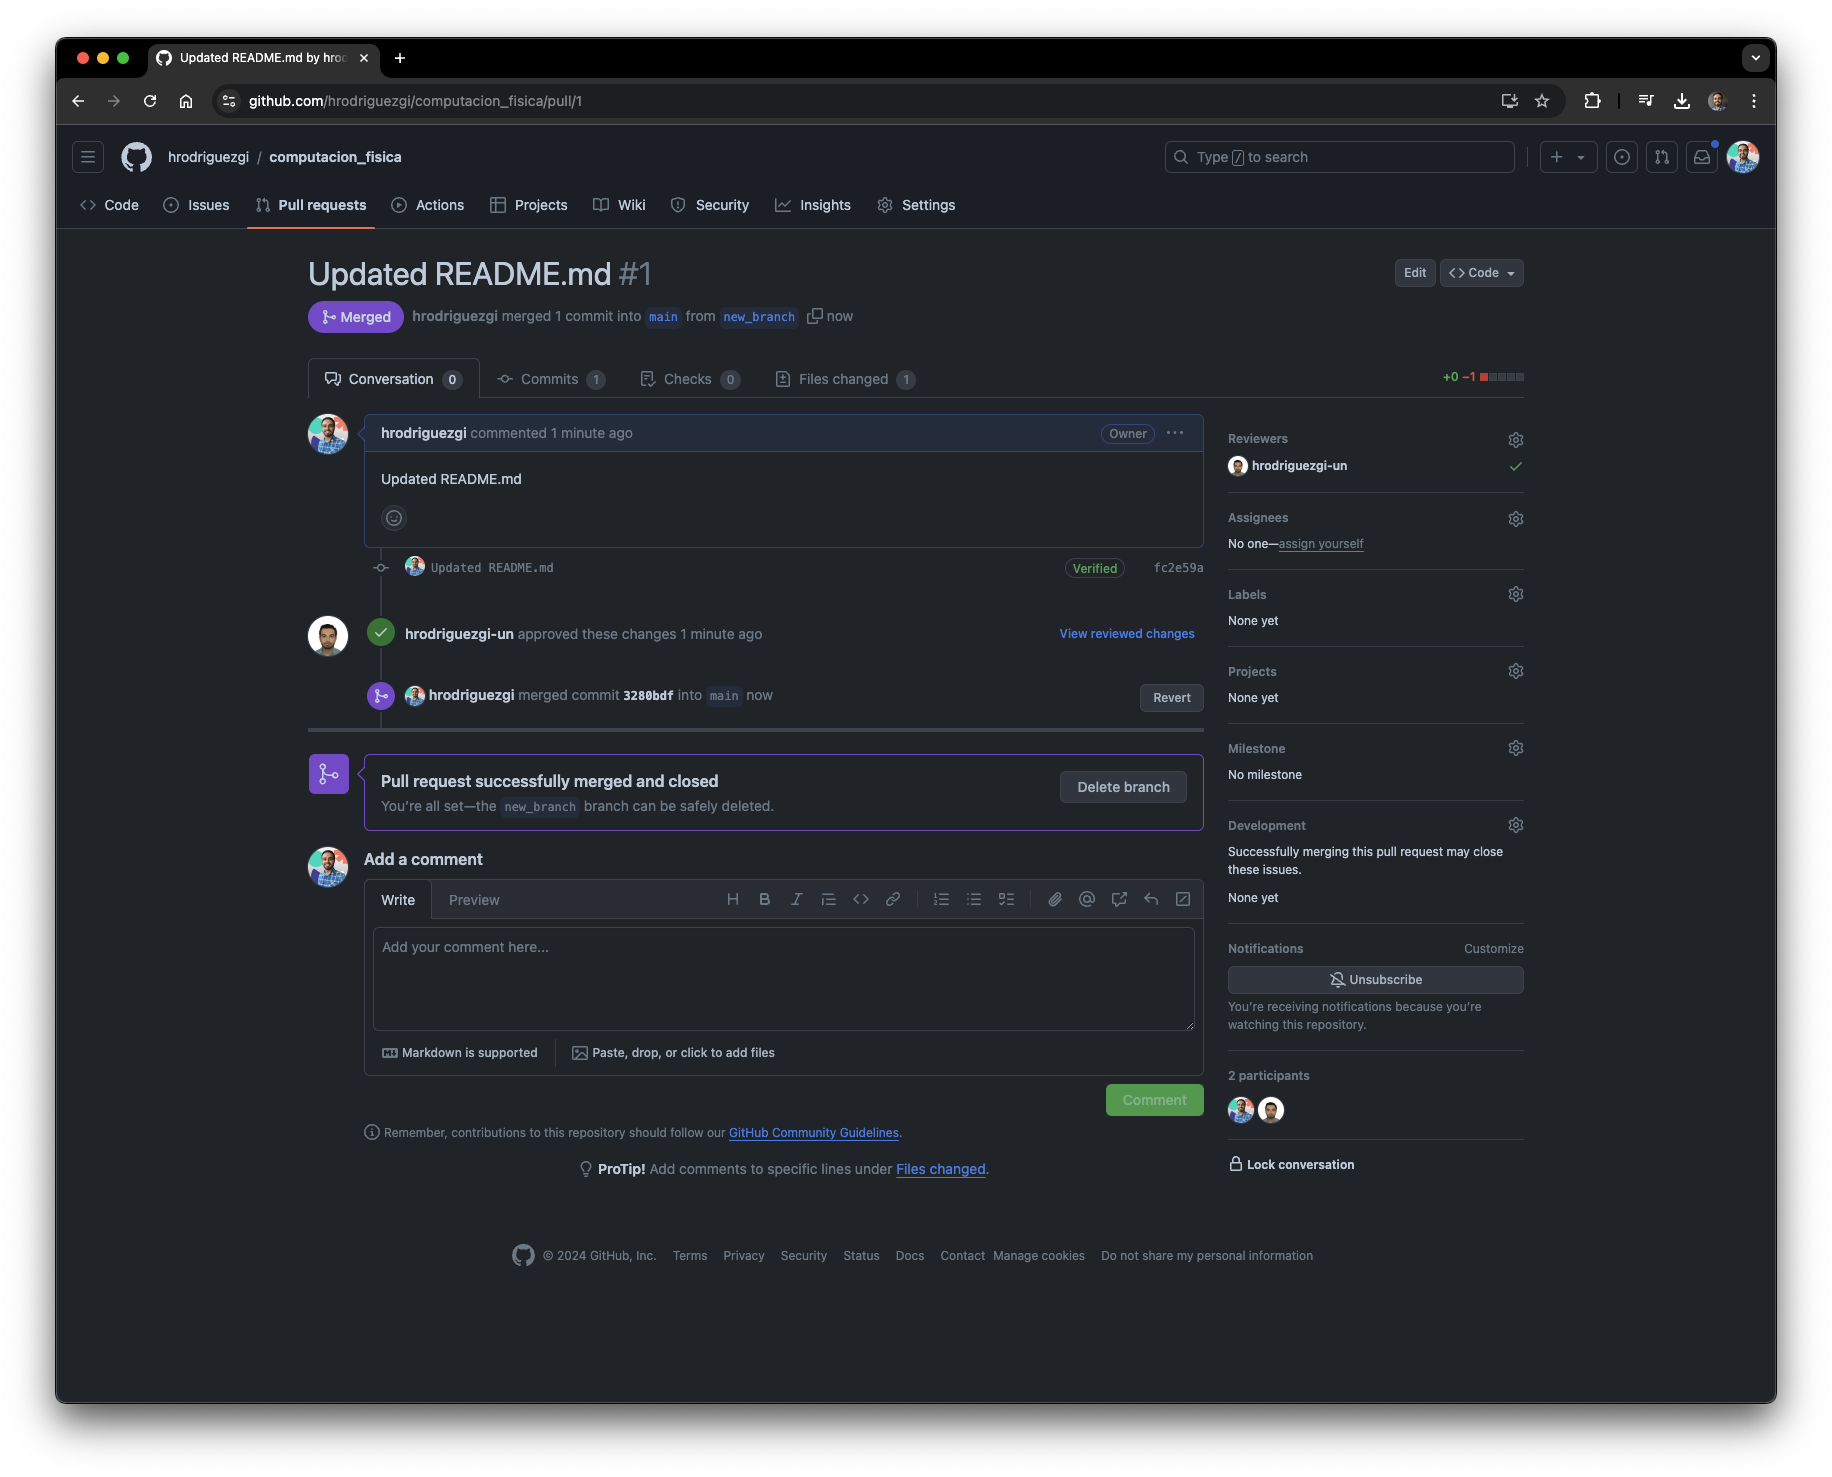 Updated README.md by hro
github.com/hrodriguezgi/computacion_fisica/pull/1
hrodriguezgi / computacion_fisica
Type / to search
Code Issues Pull requests Actions Projects Wiki Security Insights Settings
Updated README.md #1
Edit Code
Merged hrodriguezgi merged 1 commit into main from new_branch now
Conversation 0 Commits 1 Checks 0 Files changed 1
+0 −1
hrodriguezgi commented 1 minute ago
Owner
Updated README.md
Updated README.md
Verified fc2e59a
hrodriguezgi-un approved these changes 1 minute ago
View reviewed changes
hrodriguezgi merged commit 3280bdf into main now
Revert
Pull request successfully merged and closed
You're all set—the new_branch branch can be safely deleted.
Delete branch
Add a comment
Write Preview
Add your comment here...
Markdown is supported
Paste, drop, or click to add files
Comment
Remember, contributions to this repository should follow our GitHub Community Guidelines.
ProTip! Add comments to specific lines under Files changed.
Reviewers
hrodriguezgi-un
Assignees
No one—assign yourself
Labels
None yet
Projects
None yet
Milestone
No milestone
Development
Successfully merging this pull request may close
these issues.
None yet
Notifications Customize
Unsubscribe
You're receiving notifications because you're
watching this repository.
2 participants
Lock conversation
© 2024 GitHub, Inc. Terms Privacy Security Status Docs Contact Manage cookies Do not share my personal information